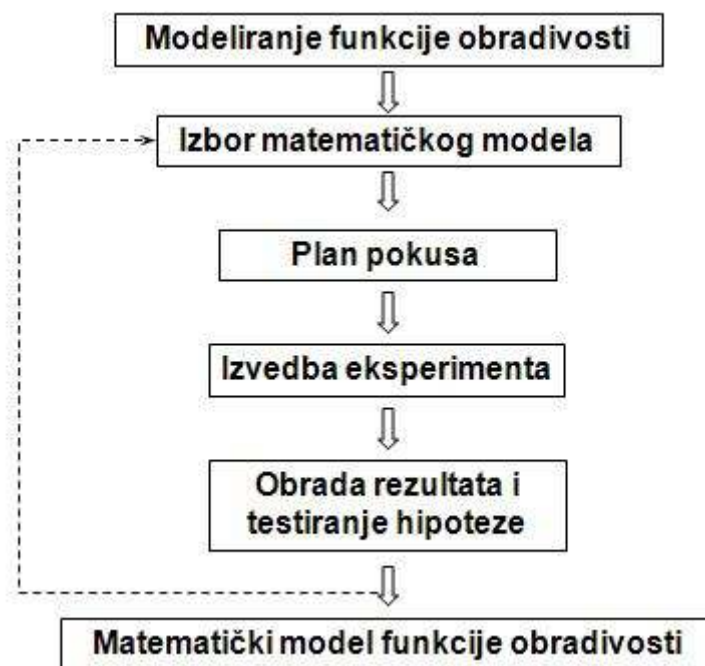 Modeliranje funkcije obradivosti
Izbor matematičkog modela
Plan pokusa
Izvedba eksperimenta
Obrada rezultata i
testiranje hipoteze
Matematički model funkcije obradivosti